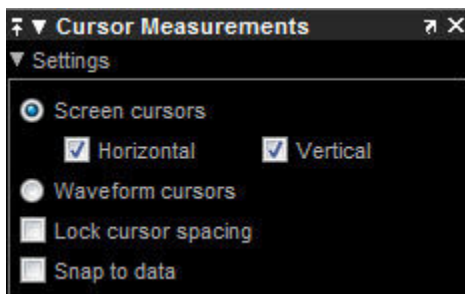 Cursor Measurements
Settings
Screen cursors
Horizontal Vertical
Waveform cursors
Lock cursor spacing
Snap to data